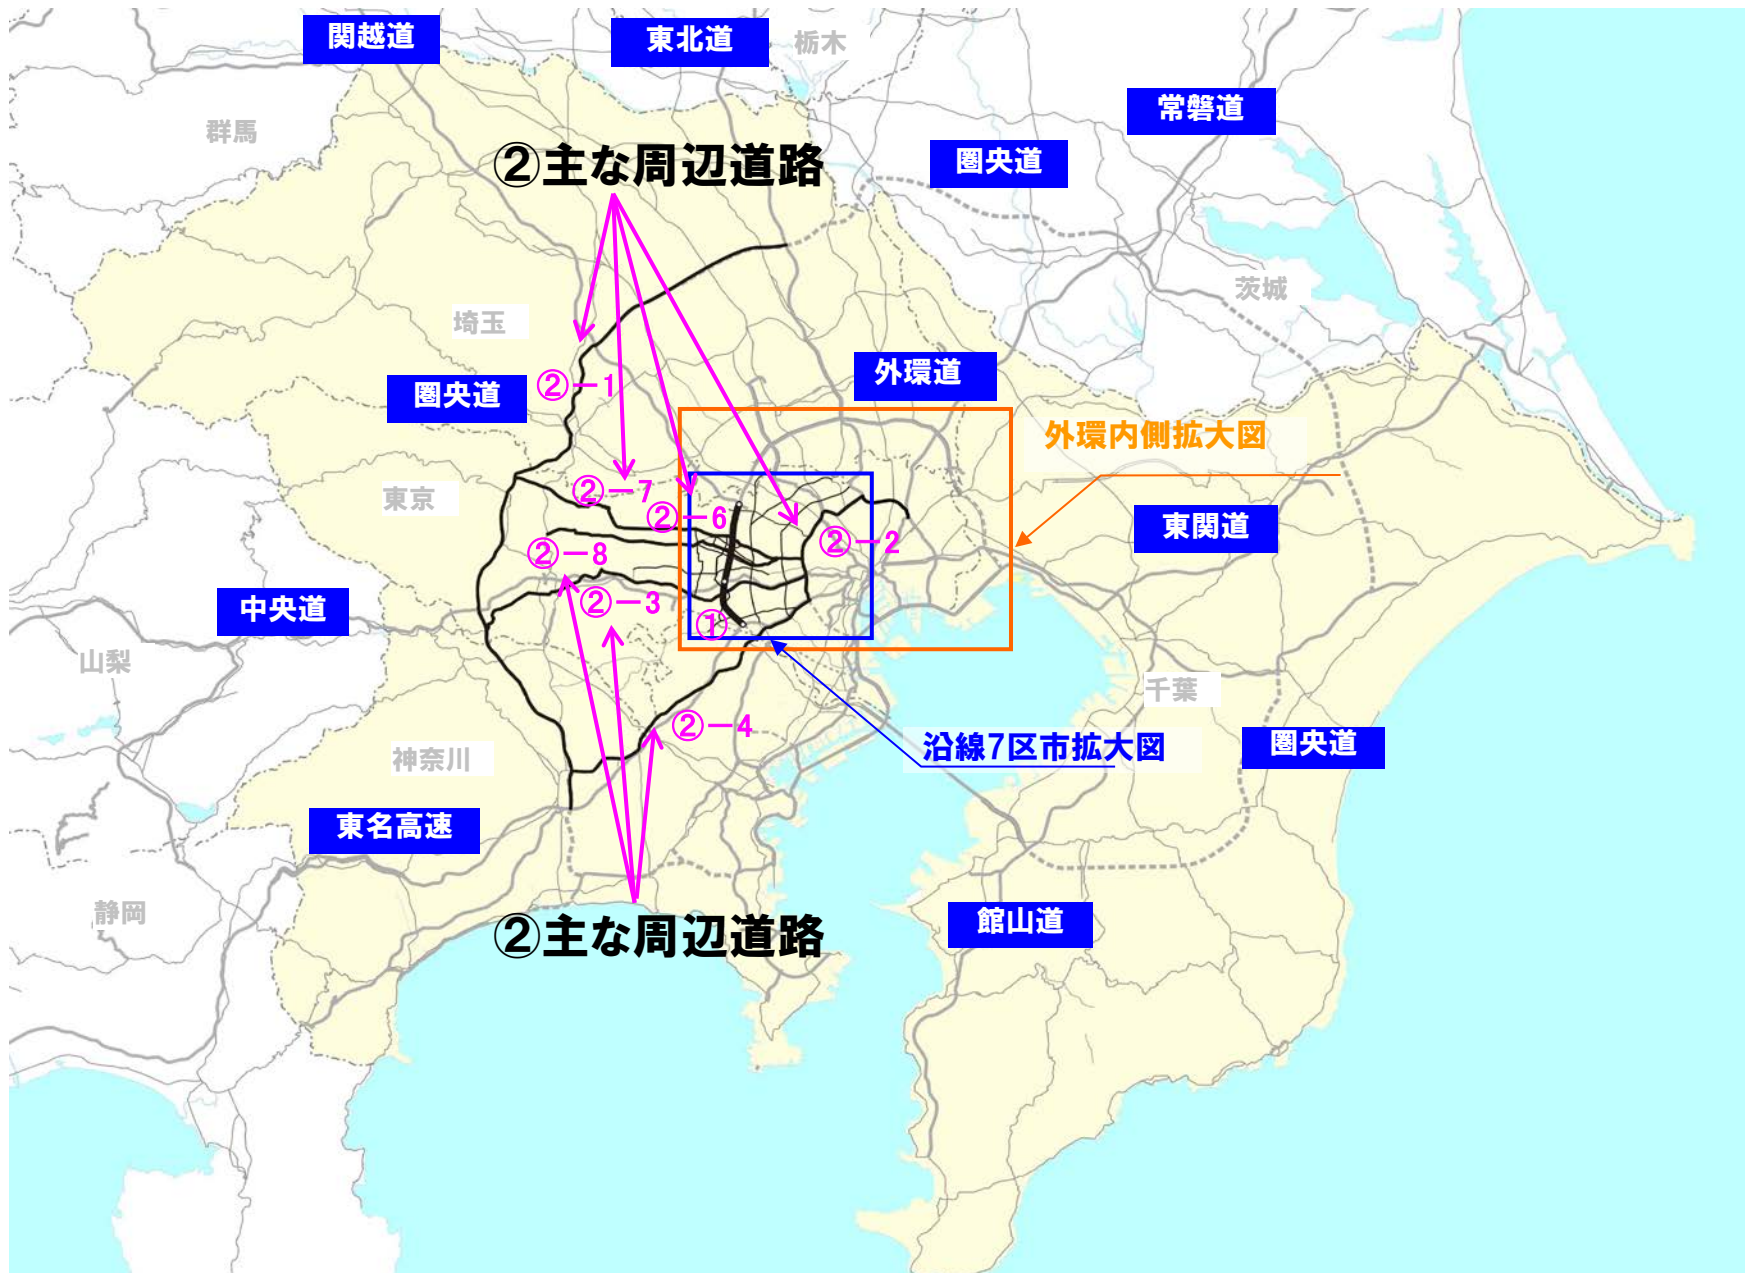 関越道
東北道
栃木
常磐道
群馬
圏央道
②主な周辺道路
茨城
埼玉
外環道
圏央道
②-1
外環内側拡大図
東京
②-7
②-6
東関道
②-2
②-8
中央道
②-3
①
山梨
千葉
②-4
沿線7区市拡大図
圏央道
神奈川
東名高速
静岡
②主な周辺道路
館山道